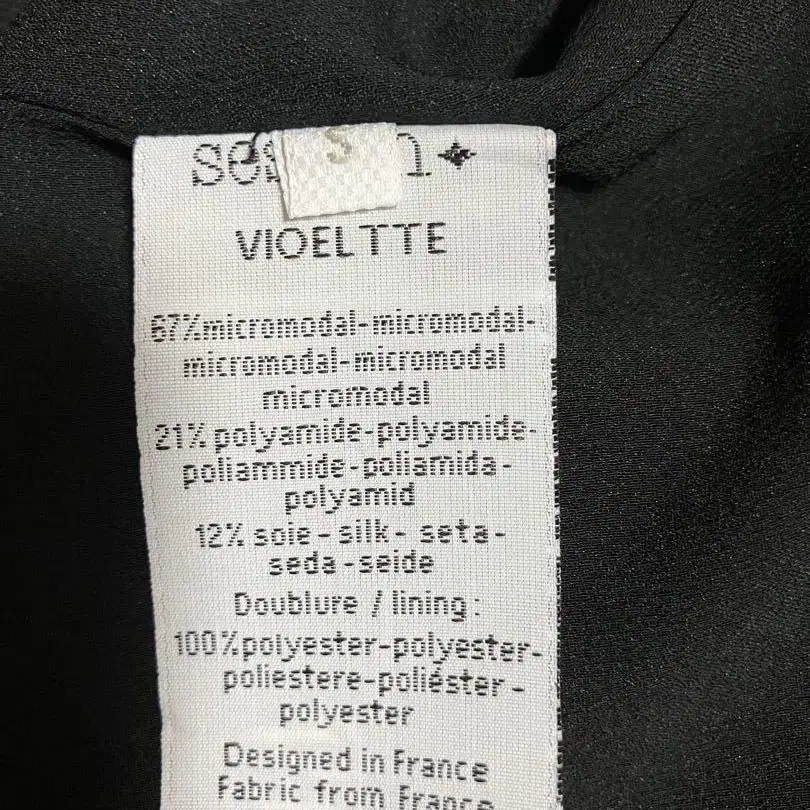 S
VIOELTTE
67%micromodal-micromodal-
micromodal-micromodal
micromodal
21% polyamide-polyamide-
poliammide-poliamida-
polyamid
12% soie - silk - seta-
seda-seide
Doublure / lining :
100%polyester-polyester-
poliestere-poliéster-
polyester
Designed in France
Fabric from France